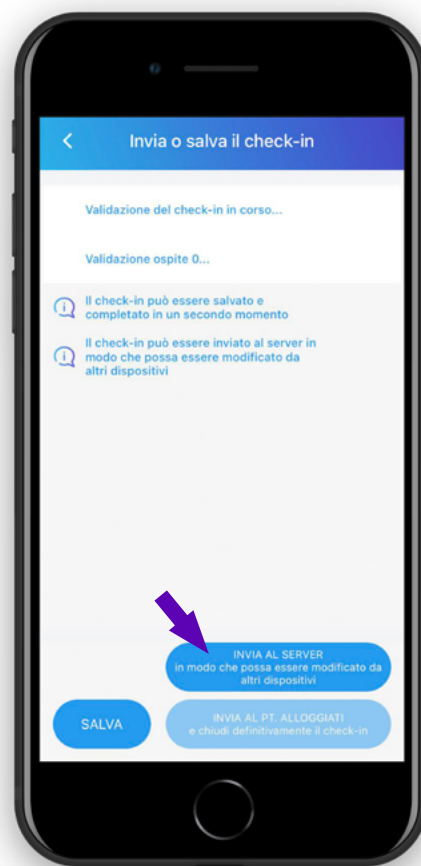 Invia o salva il check-in
Validazione del check-in in corso...
Validazione ospite 0...
Il check-in può essere salvato e
completato in un secondo momento
Il check-in può essere inviato al server in
modo che possa essere modificato da
altri dispositivi
INVIA AL SERVER
in modo che possa essere modificato da
altri dispositivi
SALVA
INVIA AL PT. ALLOGGIATI
e chiudi definitivamente il check-in